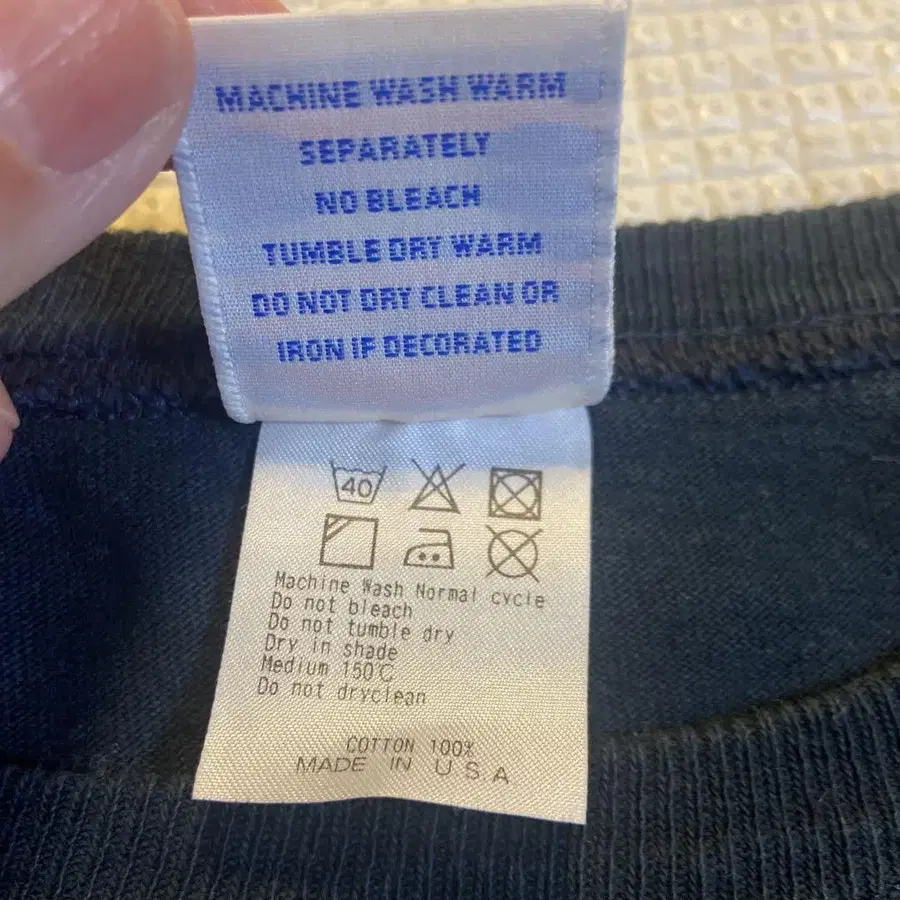 MACHINE WASH WARM
SEPARATELY
NO BLEACH
TUMBLE DRY WARM
DO NOT DRY CLEAN OR
IRON IF DECORATED
40
Machine Wash Normal cycle
Do not bleach
Do not tumble dry
Dry in shade
Medium 150℃
Do not dryclean
COTTON 100%
MADE IN USA